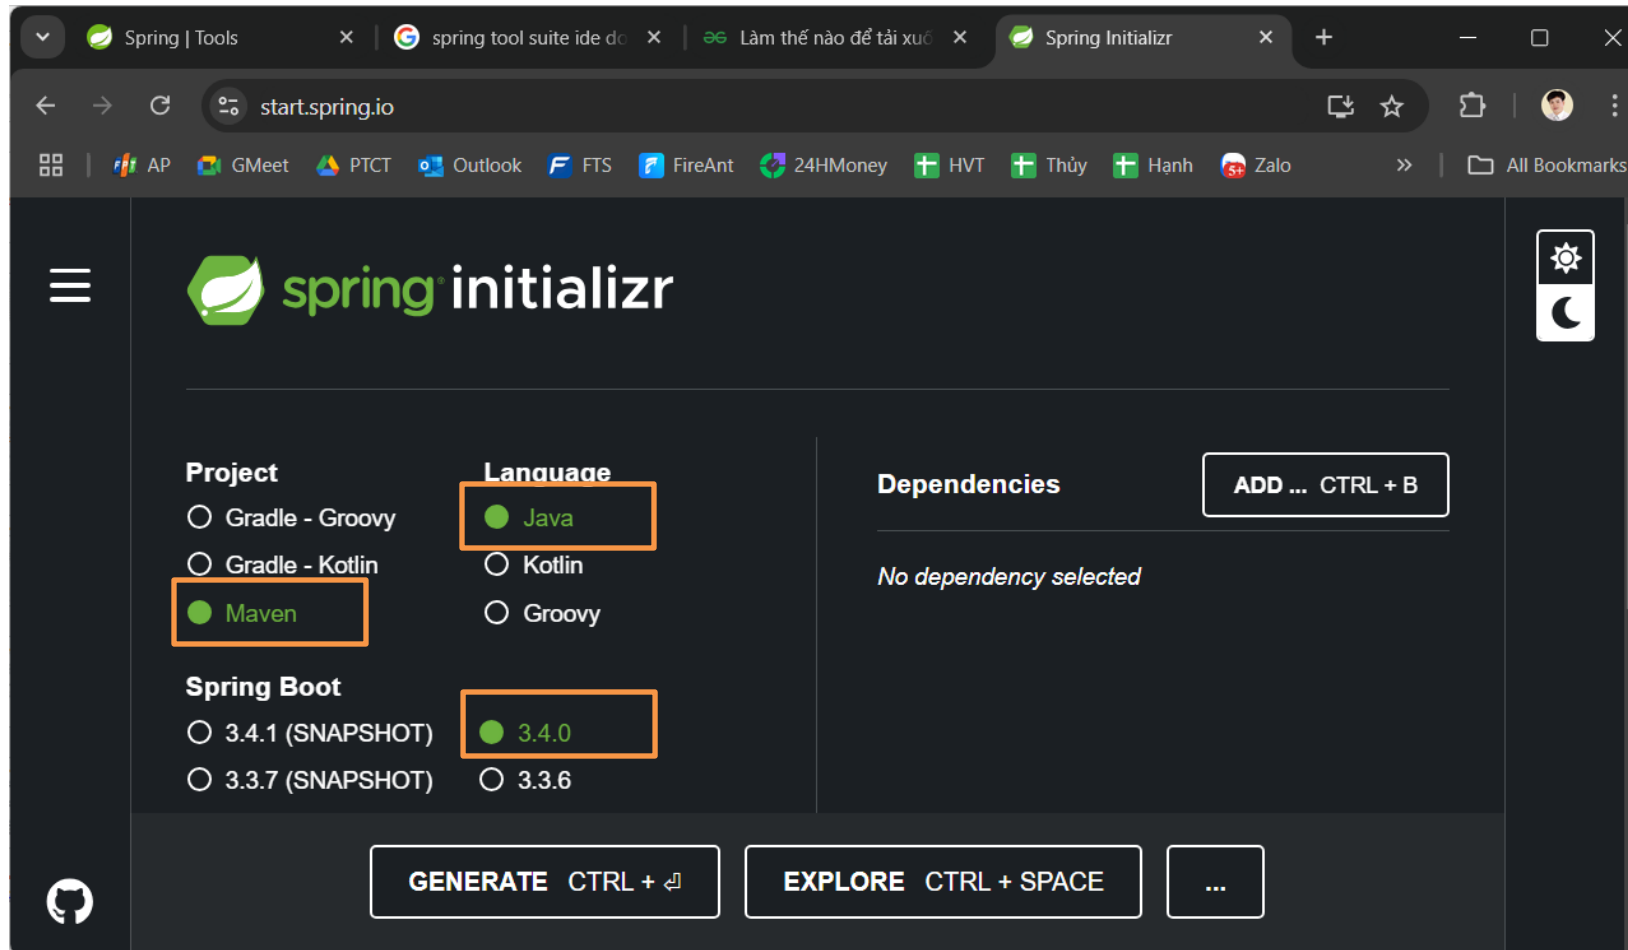 Spring | Tools
spring tool suite ide do
Làm thế nào để tải xuố
Spring Initializr
start.spring.io
AP
GMeet
PTCT
Outlook
FTS
FireAnt
24HMoney
HVT
Thủy
Hạnh
5+
Zalo
All Bookmarks
spring initializr
Project
Gradle - Groovy
Gradle - Kotlin
Maven
Language
Java
Kotlin
Groovy
Spring Boot
3.4.1 (SNAPSHOT)
3.4.0
3.3.7 (SNAPSHOT)
3.3.6
Dependencies
ADD ... CTRL + B
No dependency selected
GENERATE CTRL + ⏎
EXPLORE CTRL + SPACE
...